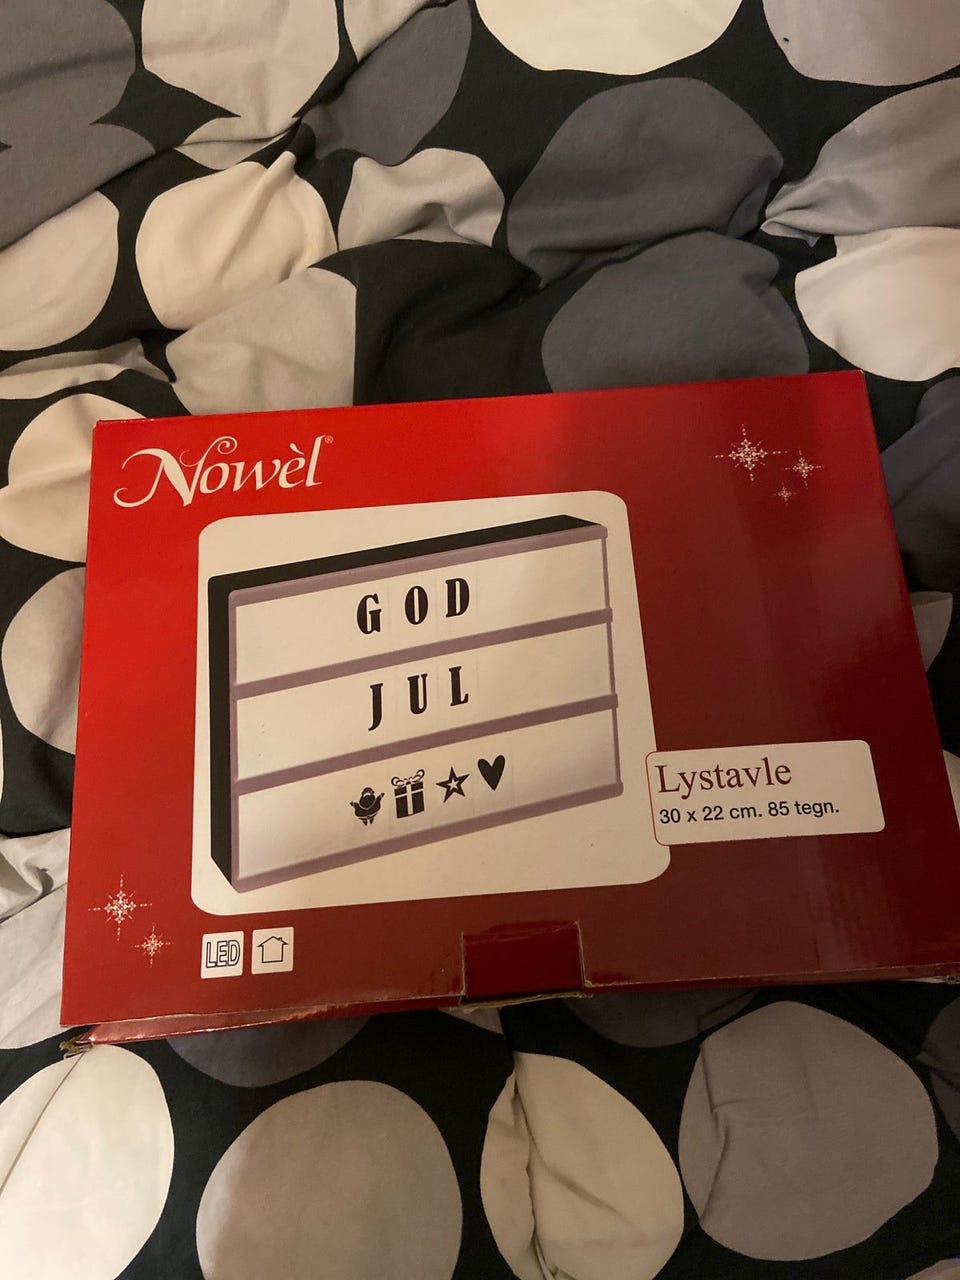 Nowèl®
GOD
JUL
Lystavle
30 x 22 cm. 85 tegn.
LED